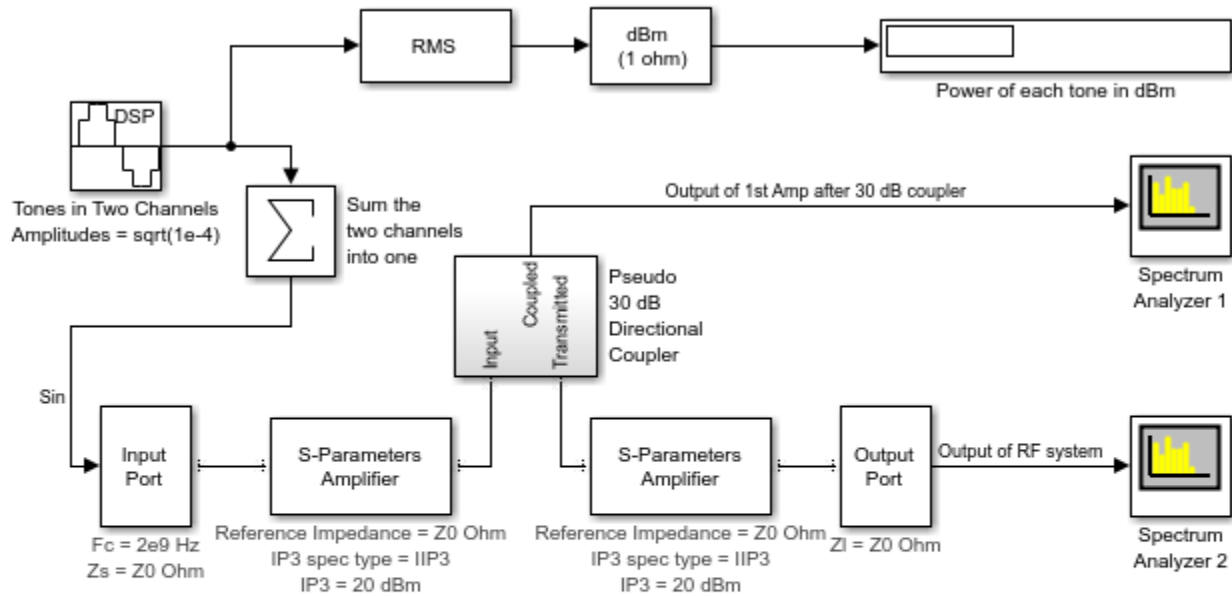 RMS
dBm
(1 ohm)
Power of each tone in dBm
DSP
Tones in Two Channels
Amplitudes = sqrt(1e-4)
Sum the
two channels
into one
Output of 1st Amp after 30 dB coupler
Spectrum
Analyzer 1
Input
Coupled
Transmitted
Pseudo
30 dB
Directional
Coupler
Sin
Input
Port
Fc = 2e9 Hz
Zs = Z0 Ohm
S-Parameters
Amplifier
Reference Impedance = Z0 Ohm
IP3 spec type = IIP3
IP3 = 20 dBm
S-Parameters
Amplifier
Reference Impedance = Z0 Ohm
IP3 spec type = IIP3
IP3 = 20 dBm
Output
Port
Zl = Z0 Ohm
Output of RF system
Spectrum
Analyzer 2